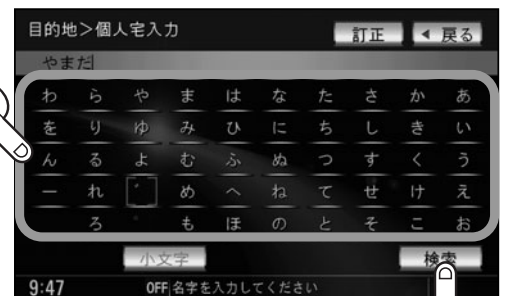 目的地＞個人宅入力 訂正 ◀ 戻る
やまだ
わ ら や ま は な た さ か あ
を り ゆ み ひ に ち し き い
ん る よ む ふ ぬ つ す く う
ー れ ゛ め へ ね て せ け え
ろ ゜ も ほ の と そ こ お
小文字 検索
9:47 OFF 名字を入力してください